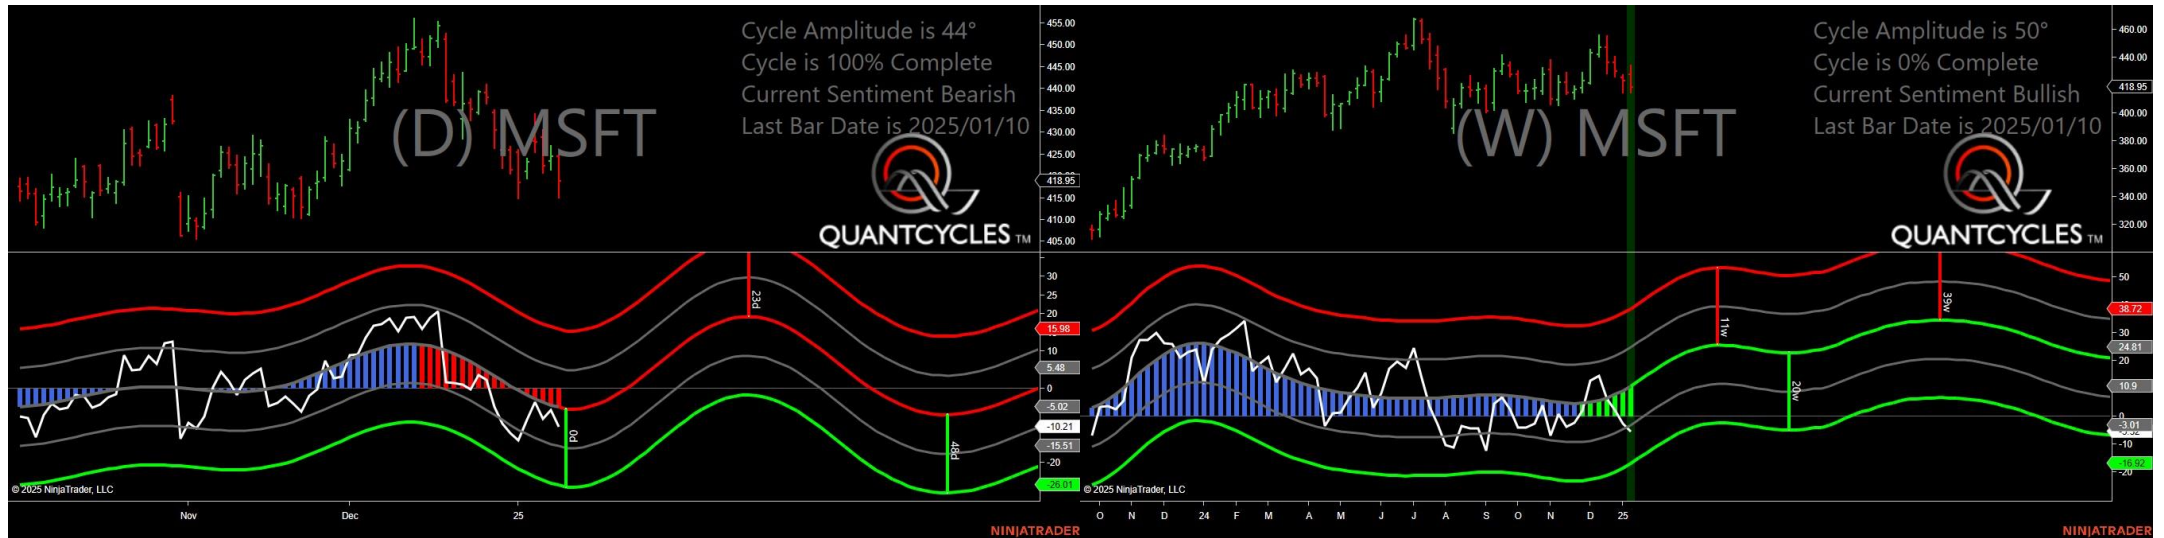 Cycle Amplitude is 44°
Cycle is 100% Complete
Current Sentiment Bearish
Last Bar Date is 2025/01/10
(D) MSFT
QUANTCYCLES TM
455.00
450.00
445.00
440.00
435.00
430.00
425.00
418.95
415.00
410.00
405.00
30
25
20
15.98
10
5.48
0
-5.02
-10.21
-15.51
-20
-26.01
23d
0d
48d
© 2025 NinjaTrader, LLC
Nov
Dec
25
NINJATRADER
Cycle Amplitude is 50°
Cycle is 0% Complete
Current Sentiment Bullish
Last Bar Date is 2025/01/10
(W) MSFT
QUANTCYCLES TM
460.00
440.00
418.95
400.00
380.00
360.00
340.00
320.00
50
38.72
30
24.81
20
10.9
0
-3.01
-10
-16.92
11w
20w
39w
© 2025 NinjaTrader, LLC
O N D 24 F M A M J J A S O N D 25
NINJATRADER